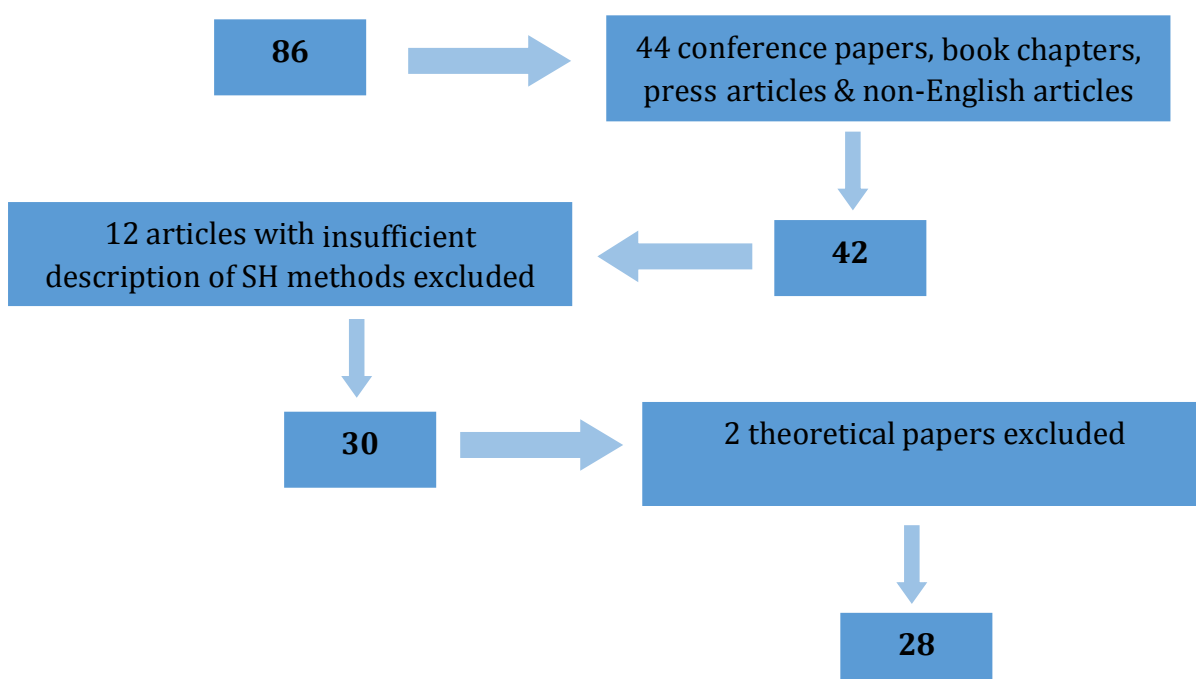 86
44 conference papers, book chapters,
press articles & non-English articles
12 articles with insufficient
description of SH methods excluded
42
30
2 theoretical papers excluded
28